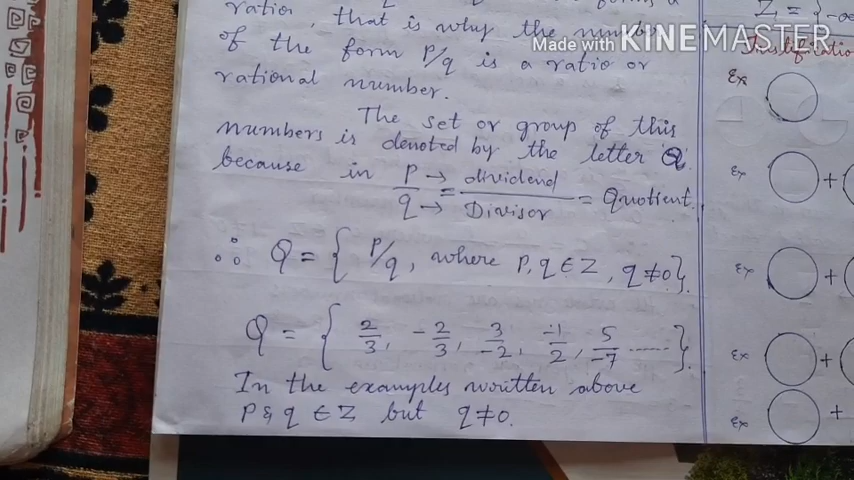 ratio, that is why the number
of the form P/q is a ratio or
rational number.
The set or group of this
numbers is denoted by the letter Q.
because in P/q → → = dividend/Divisor = Quotient.
∴ Q = { P/q, where P, q ∈ Z, q ≠ 0}.
Q = { 2/3, -2/3, 3/-2, -1/2, 5/-7 ...... }.
In the examples written above
P & q ∈ Z but q ≠ 0.
Made with KINEMASTER
Z = {-∞
Ex
Ex +
Ex +
Ex +
Ex +